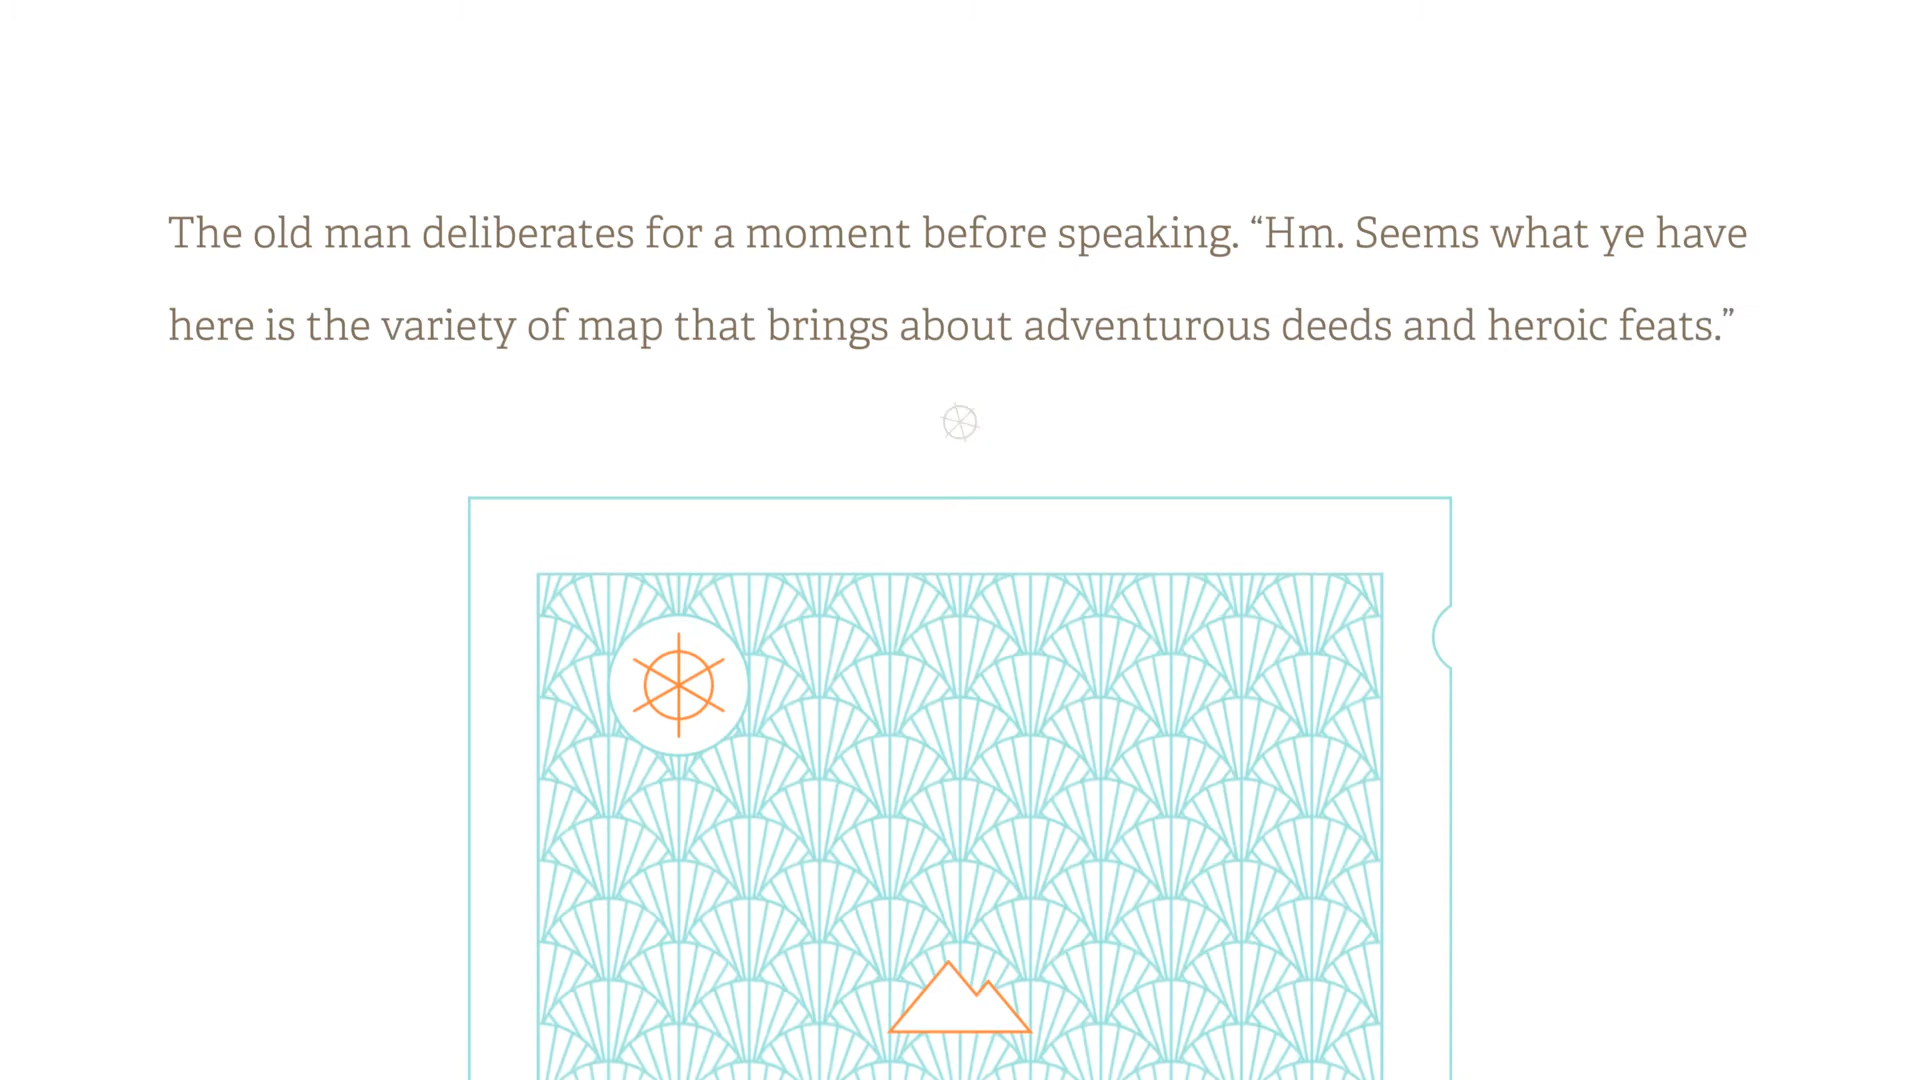 The old man deliberates for a moment before speaking. “Hm. Seems what ye have
here is the variety of map that brings about adventurous deeds and heroic feats.”